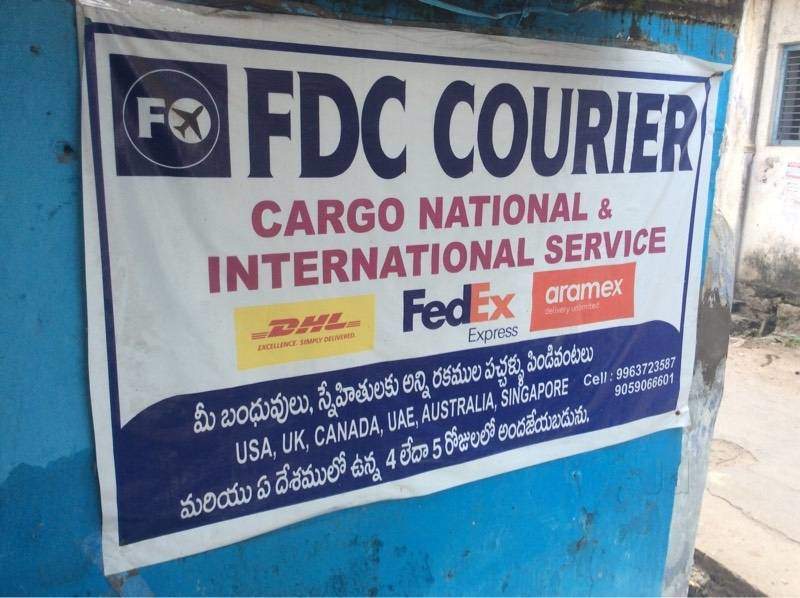 FO
FDC COURIER
CARGO NATIONAL &
INTERNATIONAL SERVICE
DHL
EXCELLENCE. SIMPLY DELIVERED.
FedEx
Express
aramex
delivery unlimited
మీ బంధువులు, స్నేహితులకు అన్ని రకముల పచ్చళ్ళు పిండివంటలు
USA, UK, CANADA, UAE, AUSTRALIA, SINGAPORE
మరియు ఏ దేశములో ఉన్న 4 లేదా 5 రోజులలో అందజేయబడును.
Cell : 9963723587
9059066601